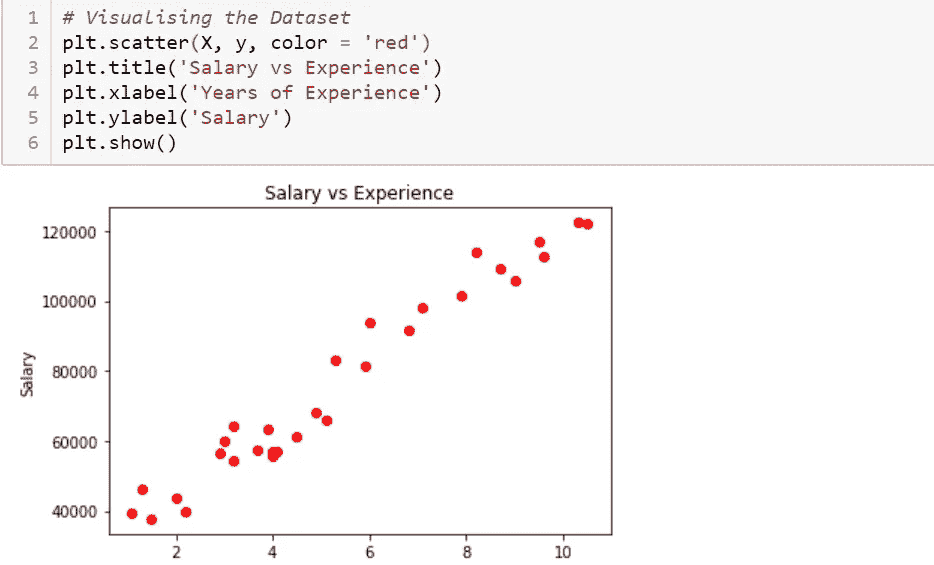 1 # Visualising the Dataset
2 plt.scatter(X, y, color = 'red')
3 plt.title('Salary vs Experience')
4 plt.xlabel('Years of Experience')
5 plt.ylabel('Salary')
6 plt.show()
Salary vs Experience
120000
100000
80000
60000
40000
Salary
2 4 6 8 10